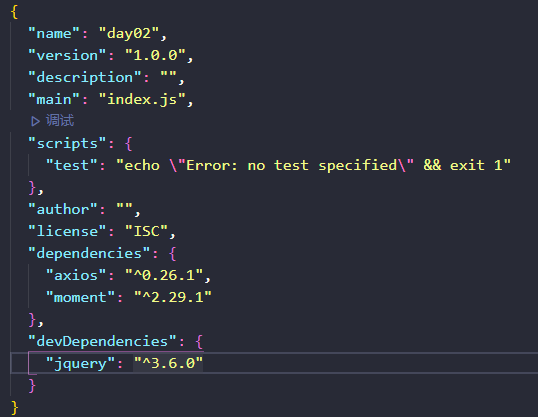 {
"name": "day02",
"version": "1.0.0",
"description": "",
"main": "index.js",
调试
"scripts": {
"test": "echo \"Error: no test specified\" && exit 1"
},
"author": "",
"license": "ISC",
"dependencies": {
"axios": "^0.26.1",
"moment": "^2.29.1"
},
"devDependencies": {
"jquery": "^3.6.0"
}
}